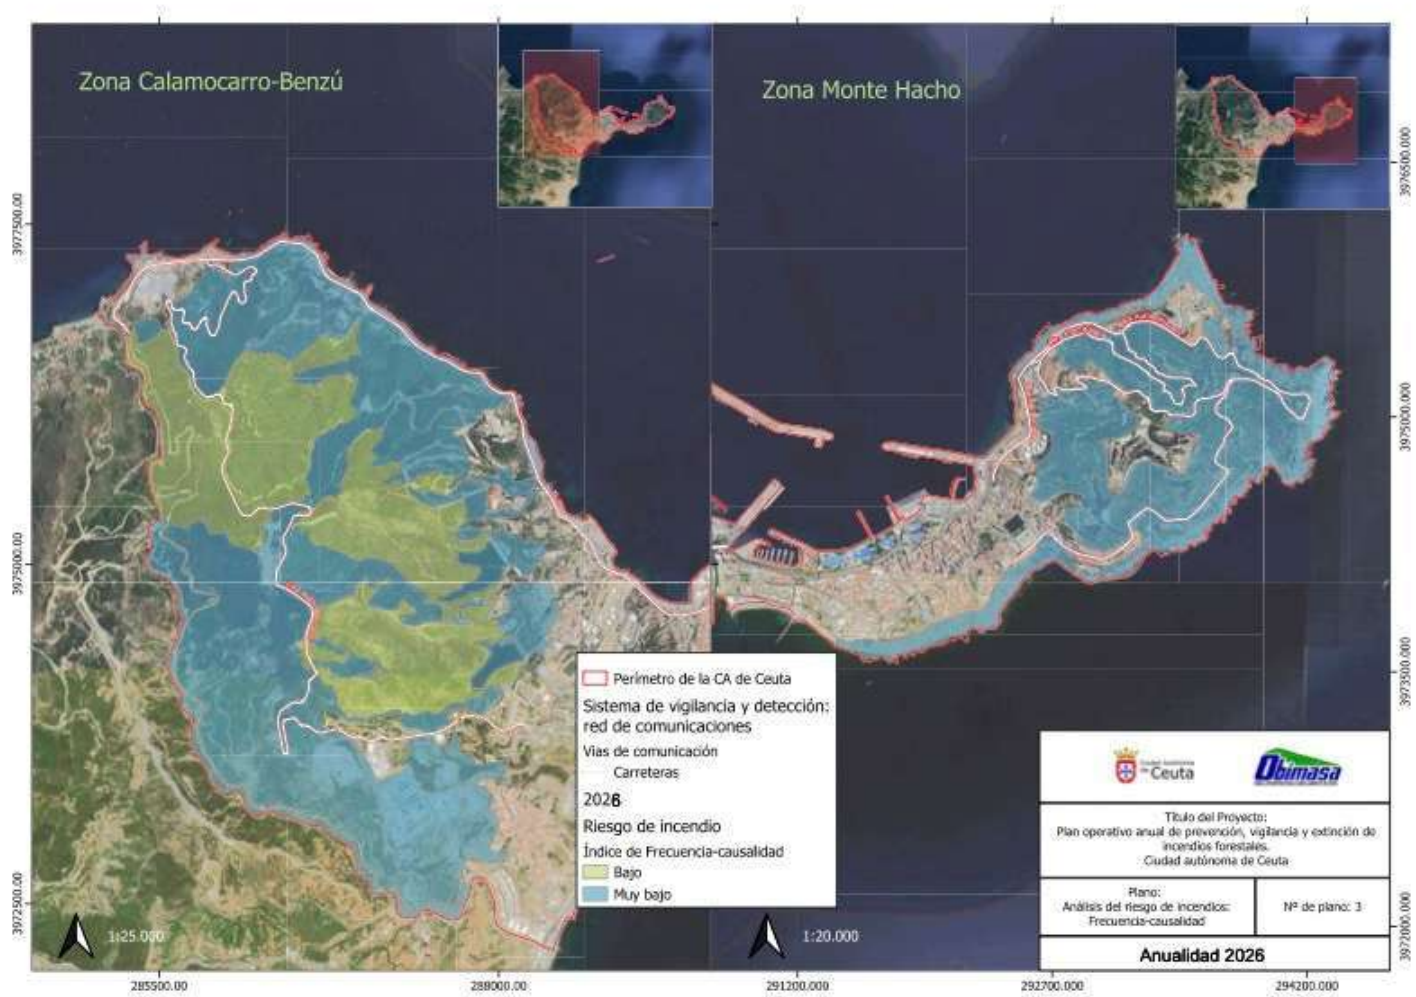 Zona Calamocarro-Benzú
Zona Monte Hacho
3977500.00
3975000.00
3972500.00
3976500.000
3975000.000
3973500.000
3972000.000
Perímetro de la CA de Ceuta
Sistema de vigilancia y detección:
red de comunicaciones
Vias de comunicación
Carreteras
2026
Riesgo de incendio
Índice de Frecuencia-causalidad
Bajo
Muy bajo
1:25.000
1:20.000
Ciudad Autónoma
de Ceuta
Obimasa
Título del Proyecto:
Plan operativo anual de prevención, vigilancia y extinción de
incendios forestales.
Ciudad autónoma de Ceuta
Plano:
Análisis del riesgo de incendios:
Frecuencia-causalidad
Nº de plano: 3
Anualidad 2026
285500.00
288000.00
291200.000
292700.000
294200.000